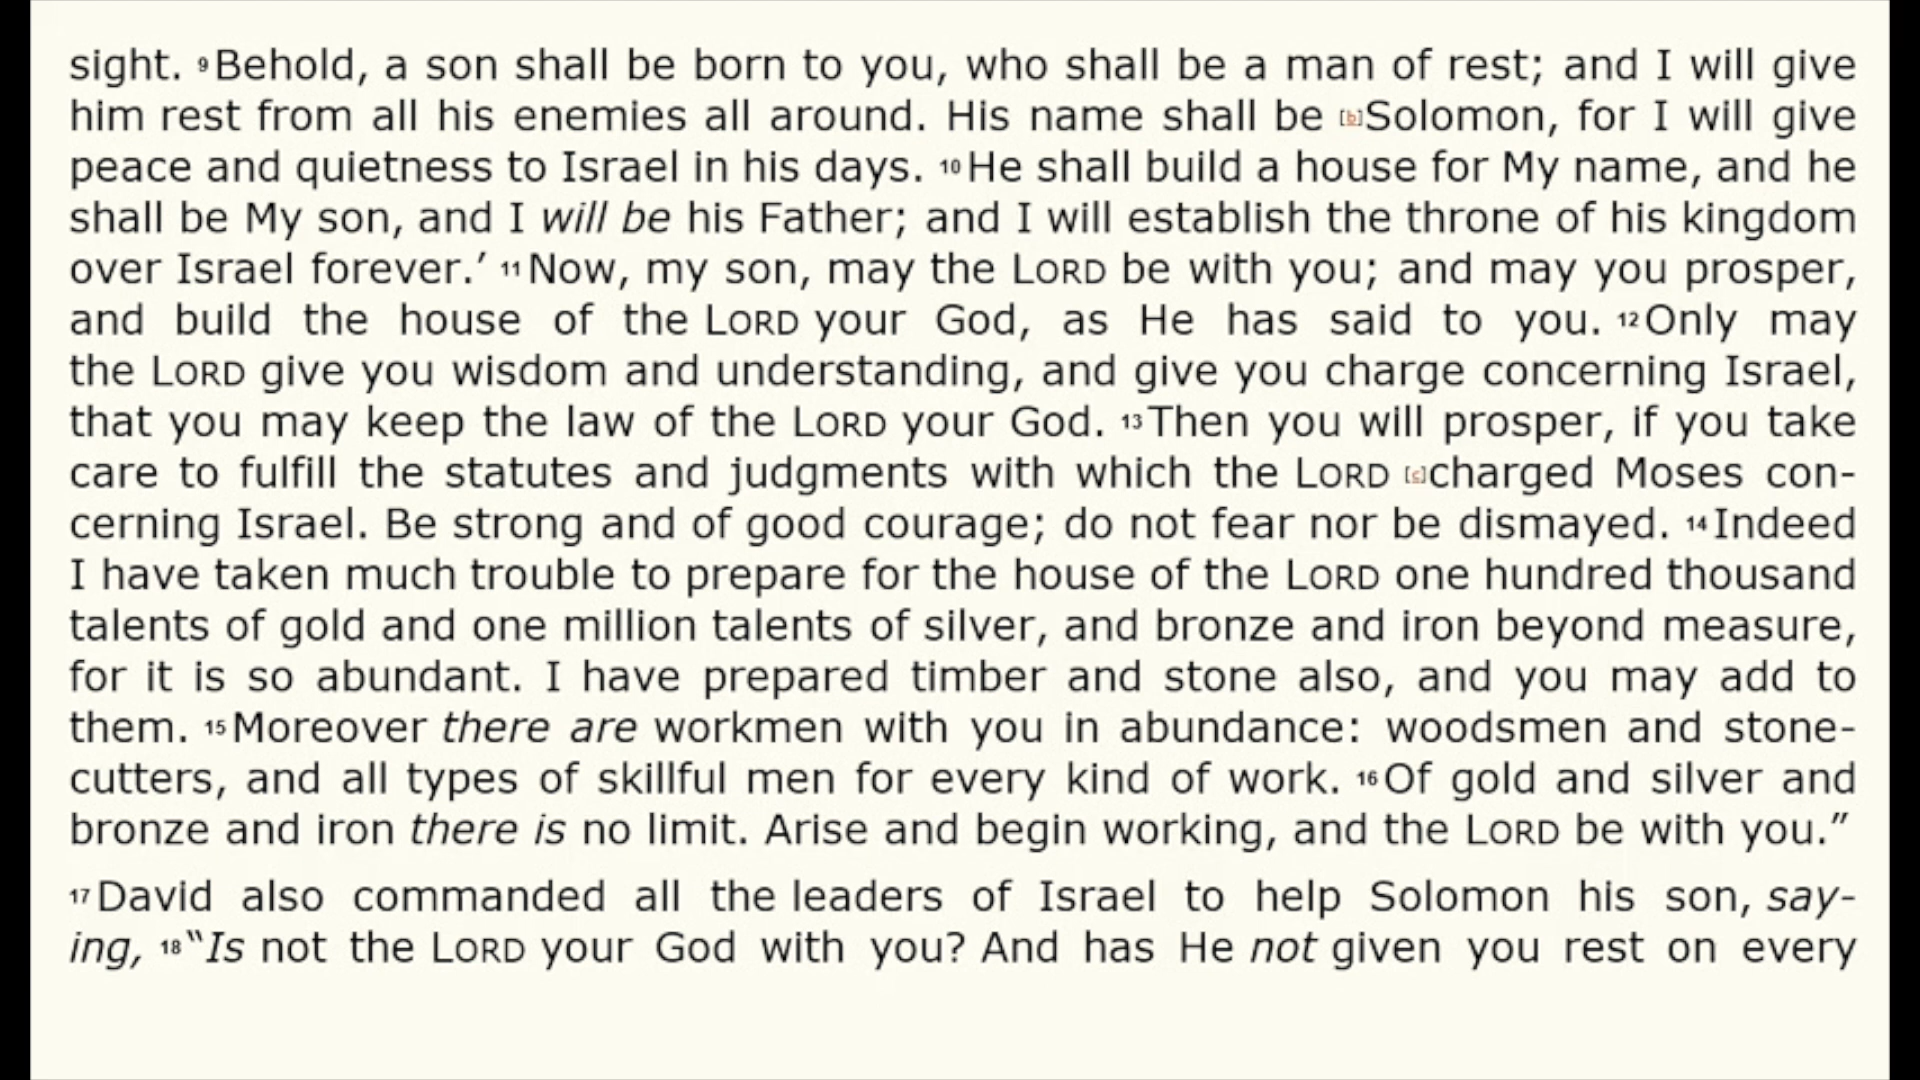 sight. 9 Behold, a son shall be born to you, who shall be a man of rest; and I will give
him rest from all his enemies all around. His name shall be [b]Solomon, for I will give
peace and quietness to Israel in his days. 10 He shall build a house for My name, and he
shall be My son, and I will be his Father; and I will establish the throne of his kingdom
over Israel forever.’ 11 Now, my son, may the LORD be with you; and may you prosper,
and build the house of the LORD your God, as He has said to you. 12 Only may
the LORD give you wisdom and understanding, and give you charge concerning Israel,
that you may keep the law of the LORD your God. 13 Then you will prosper, if you take
care to fulfill the statutes and judgments with which the LORD [c]charged Moses con-
cerning Israel. Be strong and of good courage; do not fear nor be dismayed. 14 Indeed
I have taken much trouble to prepare for the house of the LORD one hundred thousand
talents of gold and one million talents of silver, and bronze and iron beyond measure,
for it is so abundant. I have prepared timber and stone also, and you may add to
them. 15 Moreover there are workmen with you in abundance: woodsmen and stone-
cutters, and all types of skillful men for every kind of work. 16 Of gold and silver and
bronze and iron there is no limit. Arise and begin working, and the LORD be with you.”
17 David also commanded all the leaders of Israel to help Solomon his son, say-
ing, 18 “Is not the LORD your God with you? And has He not given you rest on every